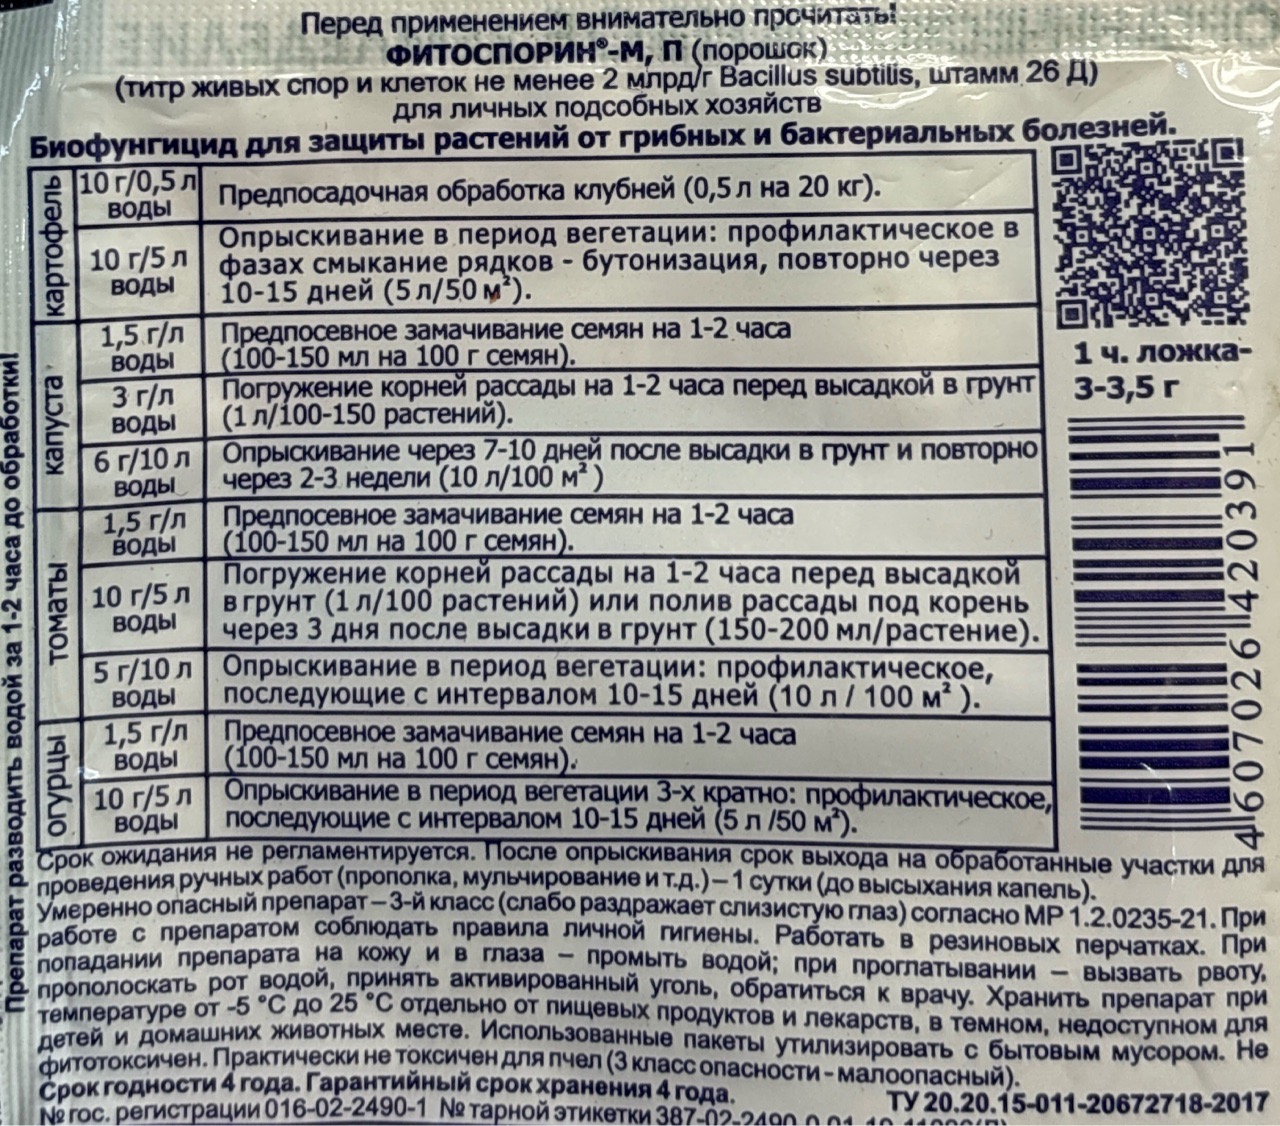 Перед применением внимательно прочитать!
ФИТОСПОРИН®-М, П (порошок)
(титр живых спор и клеток не менее 2 млрд/г Bacillus subtilis, штамм 26 Д)
для личных подсобных хозяйств
Биофунгицид для защиты растений от грибных и бактериальных болезней.
картофель
10 г/0,5 л
воды
Предпосадочная обработка клубней (0,5 л на 20 кг).
10 г/5 л
воды
Опрыскивание в период вегетации: профилактическое в
фазах смыкание рядков - бутонизация, повторно через
10-15 дней (5 л/50 м²).
капуста
1,5 г/л
воды
Предпосевное замачивание семян на 1-2 часа
(100-150 мл на 100 г семян).
3 г/л
воды
Погружение корней рассады на 1-2 часа перед высадкой в грунт
(1 л/100-150 растений).
6 г/10 л
воды
Опрыскивание через 7-10 дней после высадки в грунт и повторно
через 2-3 недели (10 л/100 м²)
томаты
1,5 г/л
воды
Предпосевное замачивание семян на 1-2 часа
(100-150 мл на 100 г семян).
10 г/5 л
воды
Погружение корней рассады на 1-2 часа перед высадкой
в грунт (1 л/100 растений) или полив рассады под корень
через 3 дня после высадки в грунт (150-200 мл/растение).
5 г/10 л
воды
Опрыскивание в период вегетации: профилактическое,
последующие с интервалом 10-15 дней (10 л / 100 м²).
огурцы
1,5 г/л
воды
Предпосевное замачивание семян на 1-2 часа
(100-150 мл на 100 г семян).
10 г/5 л
воды
Опрыскивание в период вегетации 3-х кратно: профилактическое,
последующие с интервалом 10-15 дней (5 л /50 м²).
1 ч. ложка-
3-3,5 г
4607026420391
Препарат разводить водой за 1-2 часа до обработки!
Срок ожидания не регламентируется. После опрыскивания срок выхода на обработанные участки для
проведения ручных работ (прополка, мульчирование и т.д.) – 1 сутки (до высыхания капель).
Умеренно опасный препарат – 3-й класс (слабо раздражает слизистую глаз) согласно МР 1.2.0235-21. При
работе с препаратом соблюдать правила личной гигиены. Работать в резиновых перчатках. При
попадании препарата на кожу и в глаза – промыть водой; при проглатывании – вызвать рвоту,
прополоскать рот водой, принять активированный уголь, обратиться к врачу. Хранить препарат при
температуре от -5 °C до 25 °C отдельно от пищевых продуктов и лекарств, в темном, недоступном для
детей и домашних животных месте. Использованные пакеты утилизировать с бытовым мусором. Не
фитотоксичен. Практически не токсичен для пчел (3 класс опасности - малоопасный).
Срок годности 4 года. Гарантийный срок хранения 4 года.
ТУ 20.20.15-011-20672718-2017
№ гос. регистрации 016-02-2490-1 № тарной этикетки